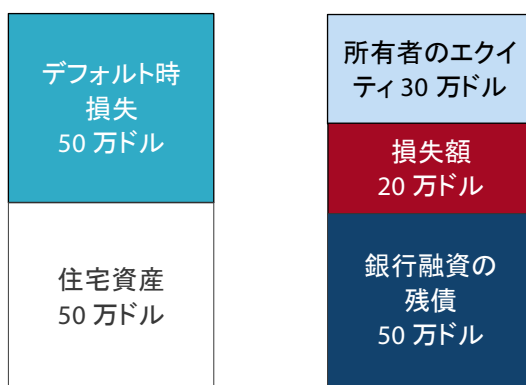 デフォルト時
損失
50 万ドル
住宅資産
50 万ドル
所有者のエクイ
ティ 30 万ドル
損失額
20 万ドル
銀行融資の
残債
50 万ドル